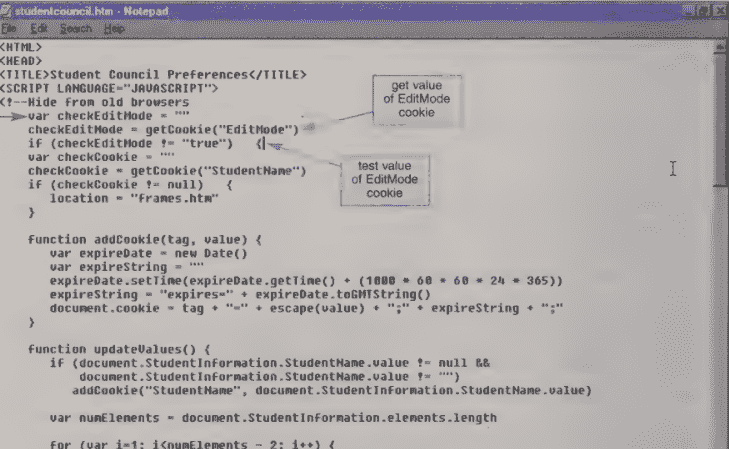 studentcouncil.htm - Notepad
File Edit Search Help
<HTML>
<HEAD>
<TITLE>Student Council Preferences</TITLE>
<SCRIPT LANGUAGE="JAVASCRIPT">
<!--Hide from old browsers
var checkEditMode = ""
checkEditMode = getCookie("EditMode")
if (checkEditMode != "true") {
var checkCookie = ""
checkCookie = getCookie("StudentName")
if (checkCookie != null) {
location = "frames.htm"
}
get value
of EditMode
cookie
test value
of EditMode
cookie
function addCookie(tag, value) {
var expireDate = new Date()
var expireString = ""
expireDate.setTime(expireDate.getTime() + (1000 * 60 * 60 * 24 * 365))
expireString = "expires=" + expireDate.toGMTString()
document.cookie = tag + "=" + escape(value) + ";" + expireString + ";"
}
function updateValues() {
if (document.StudentInformation.StudentName.value != null &&
document.StudentInformation.StudentName.value != "")
addCookie("StudentName", document.StudentInformation.StudentName.value)
var numElements = document.StudentInformation.elements.length
for (var i=1; i<numElements - 2; i++) {